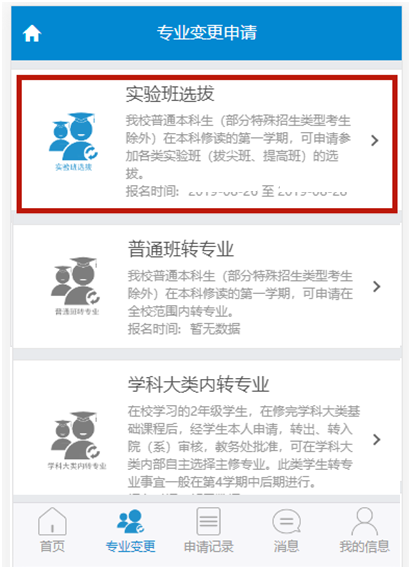 专业变更申请
实验班选拔
我校普通本科生（部分特殊招生类型考生
除外）在本科修读的第一学期，可申请参
加各类实验班（拔尖班、提高班）的选
拔。
报名时间：2019-08-26 至 2019-08-28
实验班选拔
普通班转专业
我校普通本科生（部分特殊招生类型考生
除外）在本科修读的第一学期，可申请在
全校范围内转专业。
报名时间：暂无数据
普通班转专业
学科大类内转专业
在校学习的2年级学生，在修完学科大类基
础课程后，经学生本人申请，转出、转入
院（系）审核，教务处批准，可在学科大
类内部自主选择主修专业。此类学生转专
业事宜一般在第4学期中后期进行。
学科大类内转专业
首页
专业变更
申请记录
消息
我的信息